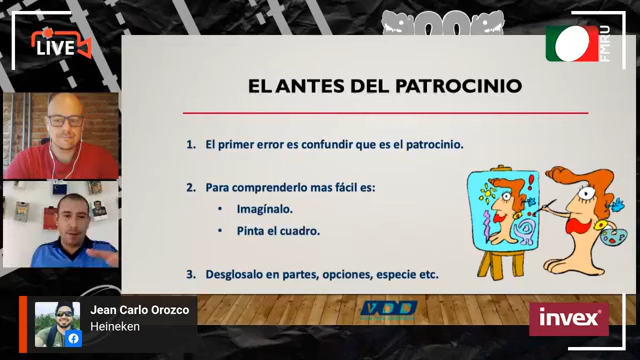 LIVE
FMRU
EL ANTES DEL PATROCINIO
1. El primer error es confundir que es el patrocinio.
2. Para comprenderlo mas fácil es:
• Imagínalo.
• Pinta el cuadro.
3. Desglosalo en partes, opciones, especie etc.
Jean Carlo Orozco
Heineken
invex